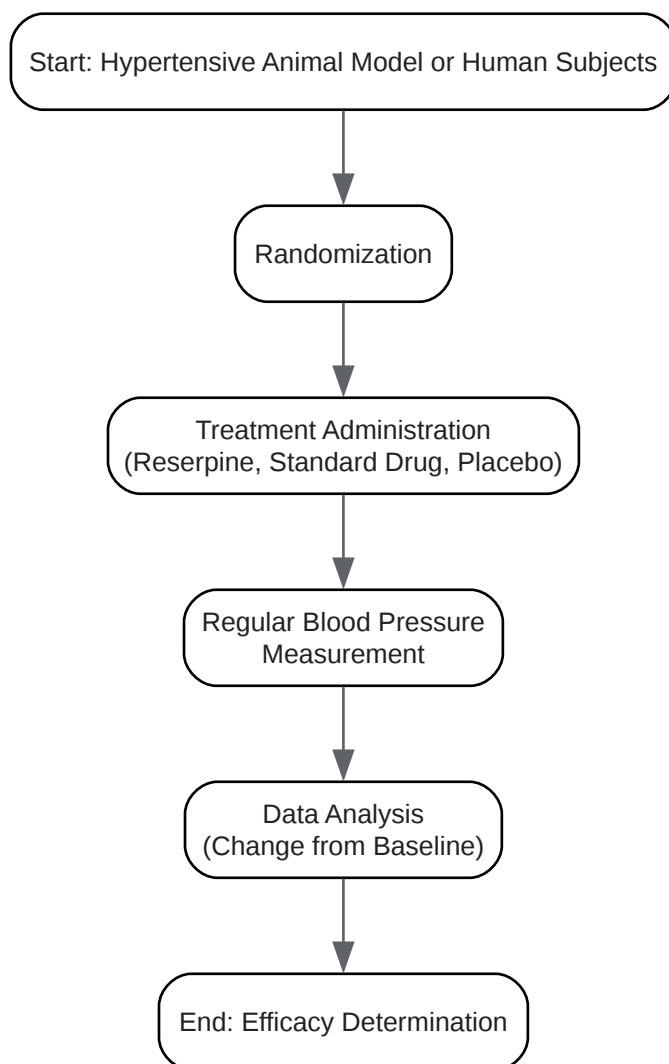 Start: Hypertensive Animal Model or Human Subjects
Randomization
Treatment Administration
(Reserpine, Standard Drug, Placebo)
Regular Blood Pressure
Measurement
Data Analysis
(Change from Baseline)
End: Efficacy Determination